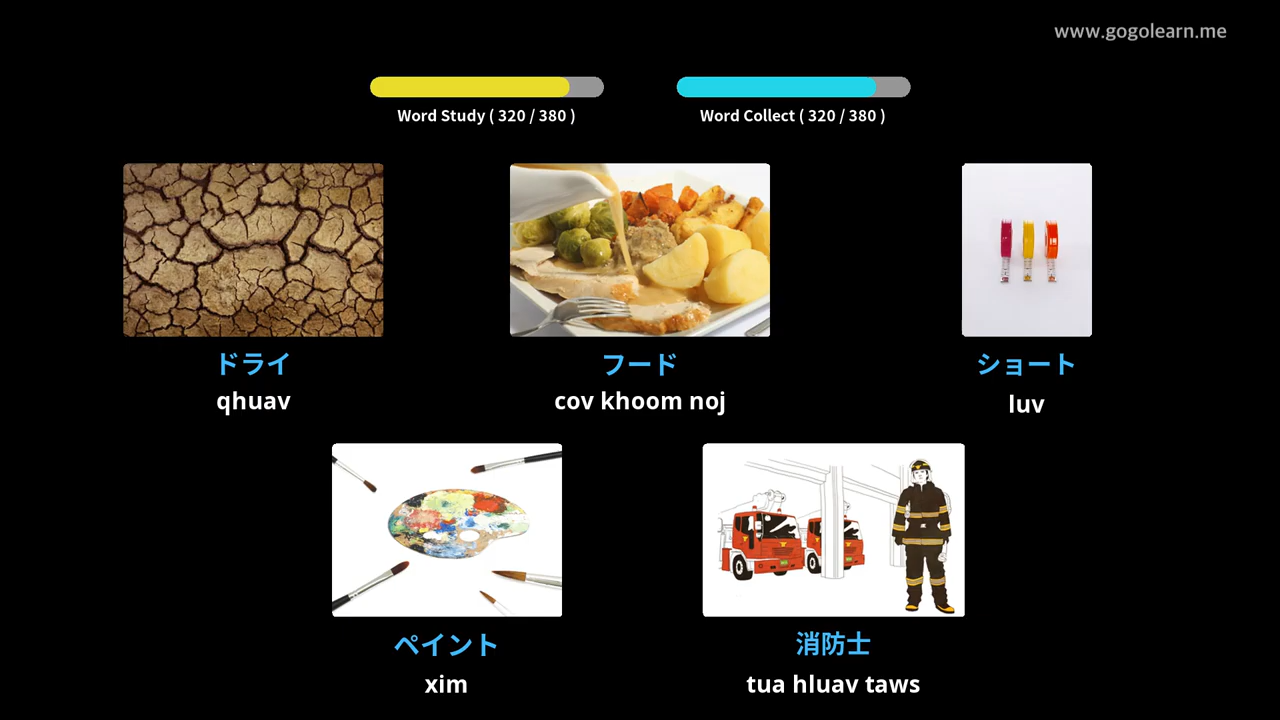 www.gogolearn.me
Word Study ( 320 / 380 )
Word Collect ( 320 / 380 )
ドライ
qhuav
フード
cov khoom noj
ショート
luv
ペイント
xim
消防士
tua hluav taws